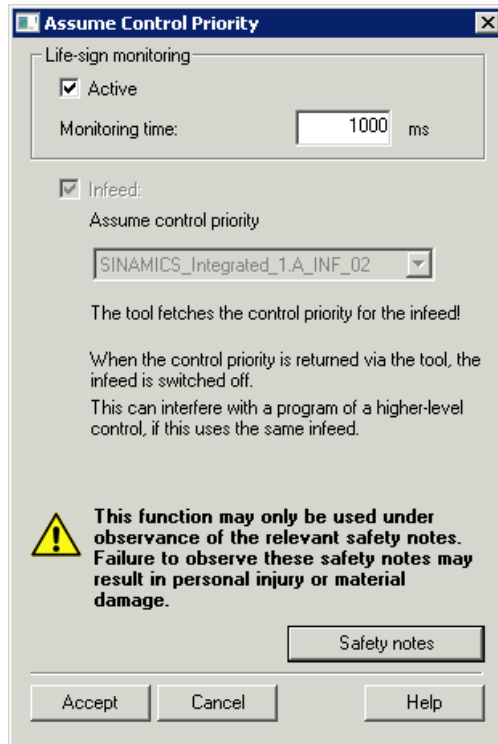 Assume Control Priority
Life-sign monitoring
Active
Monitoring time: 1000 ms
Infeed:
Assume control priority
SINAMICS_Integrated_1.A_INF_02
The tool fetches the control priority for the infeed!
When the control priority is returned via the tool, the
infeed is switched off.
This can interfere with a program of a higher-level
control, if this uses the same infeed.
This function may only be used under
observance of the relevant safety notes.
Failure to observe these safety notes may
result in personal injury or material
damage.
Safety notes
Accept Cancel Help